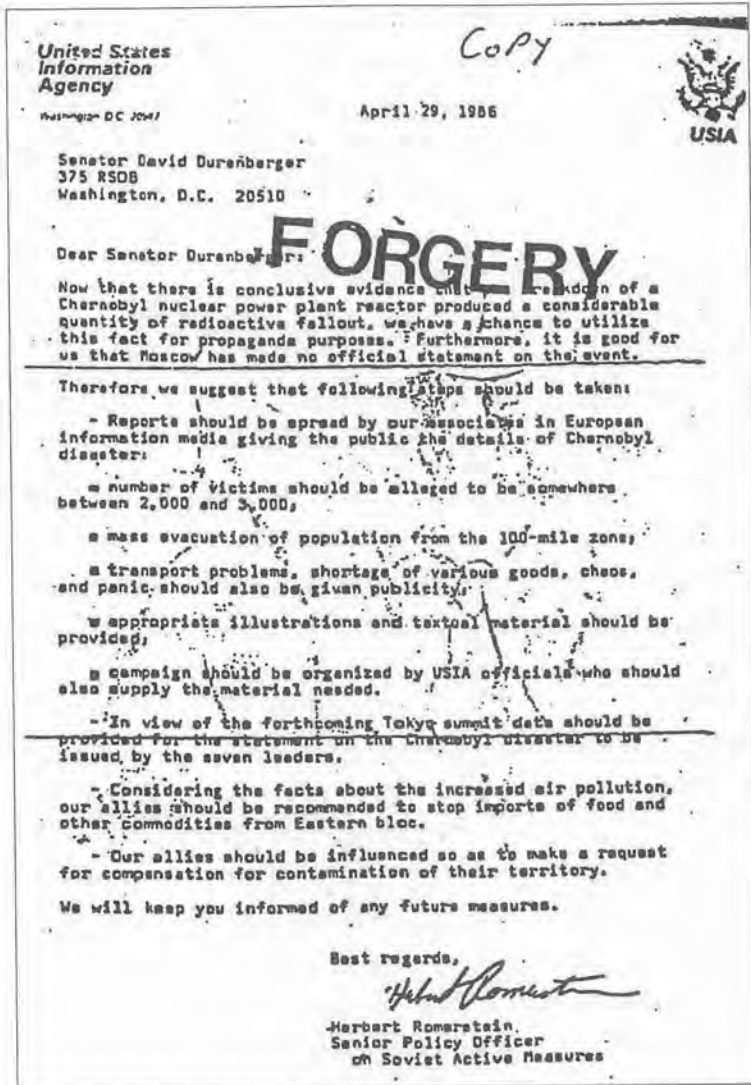 COPY
United States
Information
Agency
Washington DC 20547
USIA
April 29, 1986
Senator David Durenberger
375 RSOB
Washington, D.C. 20510
FORGERY
Dear Senator Durenberger:
Now that there is conclusive evidence that of a
Chernobyl nuclear power plant reactor produced a considerable
quantity of radioactive fallout, we have a chance to utilize
this fact for propaganda purposes. Furthermore, it is good for
us that Moscow has made no official statement on the event.
Therefore we suggest that following steps should be taken:
- Reports should be spread by our associates in European
information media giving the public the details of Chernobyl
disaster:
number of victims should be alleged to be somewhere
between 2,000 and 3,000;
mass evacuation of population from the 100-mile zone;
transport problems, shortage of various goods, chaos,
and panic should also be given publicity;
appropriate illustrations and textual material should be
provided;
campaign should be organized by USIA officials who should
also supply the material needed.
- In view of the forthcoming Tokyo summit data should be
provided for the statement on the Chernobyl disaster to be
issued by the seven leaders.
- Considering the facts about the increased air pollution,
our allies should be recommended to stop imports of food and
other commodities from Eastern bloc.
- Our allies should be influenced so as to make a request
for compensation for contamination of their territory.
We will keep you informed of any future measures.
Best regards,
Herbert Romerstein
Herbert Romerstein
Senior Policy Officer
on Soviet Active Measures